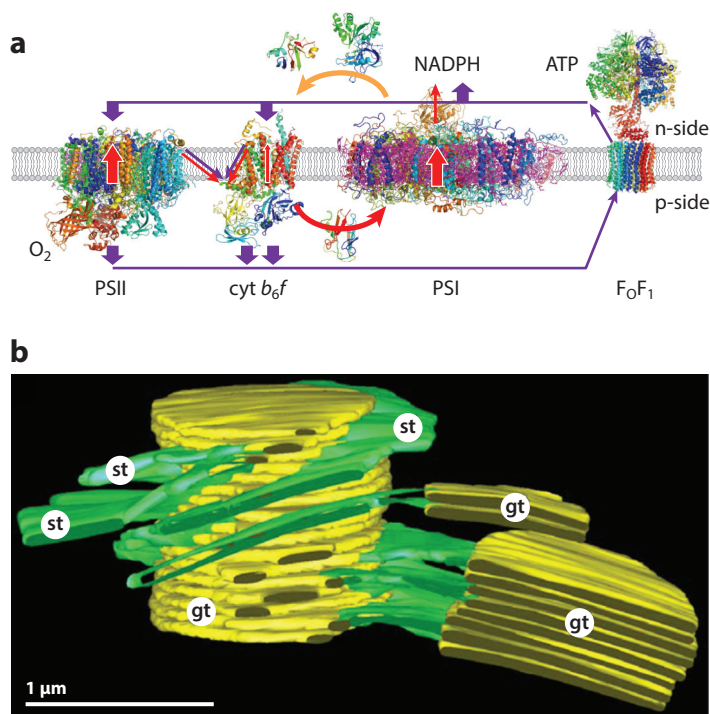 a
NADPH
ATP
n-side
p-side
O₂
PSII
cyt b₆f
PSI
FOF₁
b
st
st
st
gt
gt
gt
1 μm